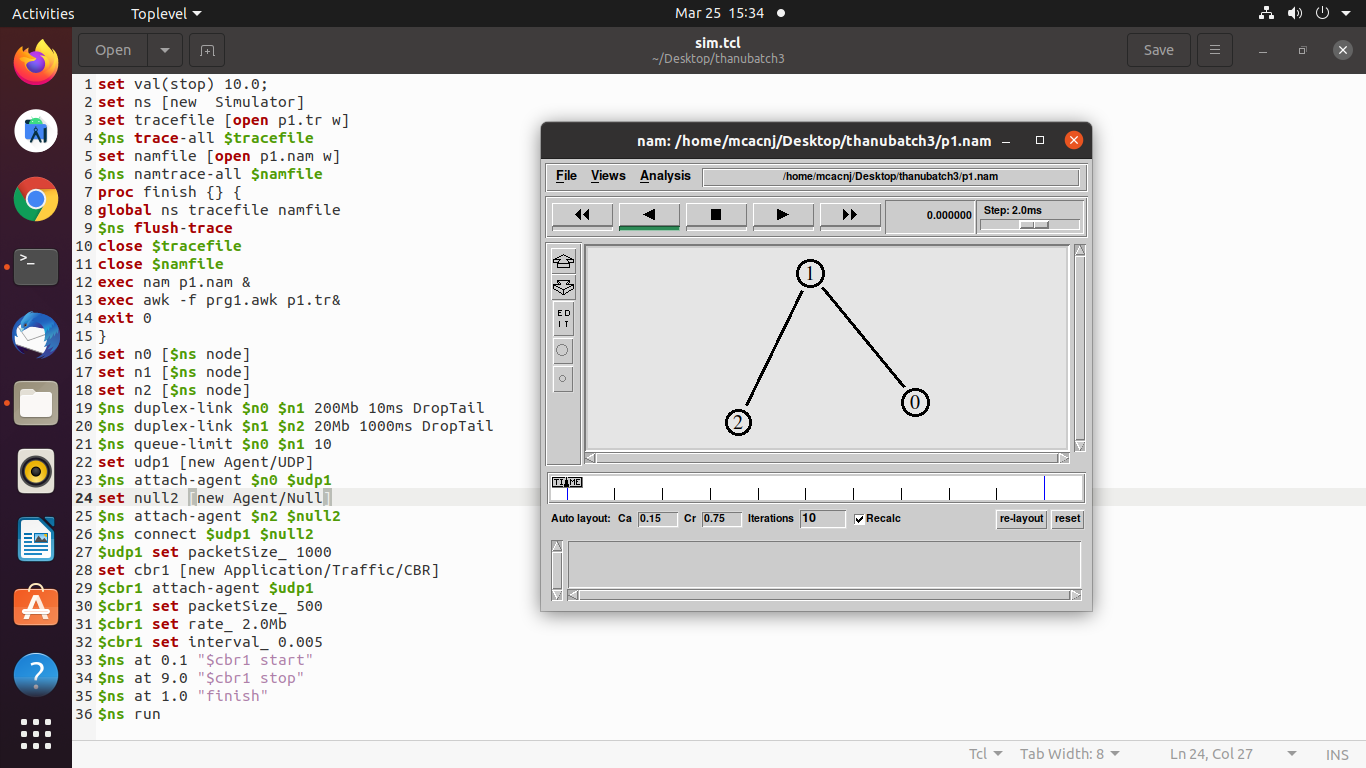 Activities
Toplevel
Mar 25 15:34
Open
sim.tcl
~/Desktop/thanubatch3
Save
1 set val(stop) 10.0;
2 set ns [new  Simulator]
3 set tracefile [open p1.tr w]
4 $ns trace-all $tracefile
5 set namfile [open p1.nam w]
6 $ns namtrace-all $namfile
7 proc finish {} {
8 global ns tracefile namfile
9 $ns flush-trace
10 close $tracefile
11 close $namfile
12 exec nam p1.nam &
13 exec awk -f prg1.awk p1.tr&
14 exit 0
15 }
16 set n0 [$ns node]
17 set n1 [$ns node]
18 set n2 [$ns node]
19 $ns duplex-link $n0 $n1 200Mb 10ms DropTail
20 $ns duplex-link $n1 $n2 20Mb 1000ms DropTail
21 $ns queue-limit $n0 $n1 10
22 set udp1 [new Agent/UDP]
23 $ns attach-agent $n0 $udp1
24 set null2 [new Agent/Null]
25 $ns attach-agent $n2 $null2
26 $ns connect $udp1 $null2
27 $udp1 set packetSize_ 1000
28 set cbr1 [new Application/Traffic/CBR]
29 $cbr1 attach-agent $udp1
30 $cbr1 set packetSize_ 500
31 $cbr1 set rate_ 2.0Mb
32 $cbr1 set interval_ 0.005
33 $ns at 0.1 "$cbr1 start"
34 $ns at 9.0 "$cbr1 stop"
35 $ns at 1.0 "finish"
36 $ns run
nam: /home/mcacnj/Desktop/thanubatch3/p1.nam
File Views Analysis /home/mcacnj/Desktop/thanubatch3/p1.nam
0.000000
Step: 2.0ms
ED
IT
1
0
2
TIME
Auto layout: Ca 0.15 Cr 0.75 Iterations 10 Recalc re-layout reset
Tcl Tab Width: 8 Ln 24, Col 27 INS